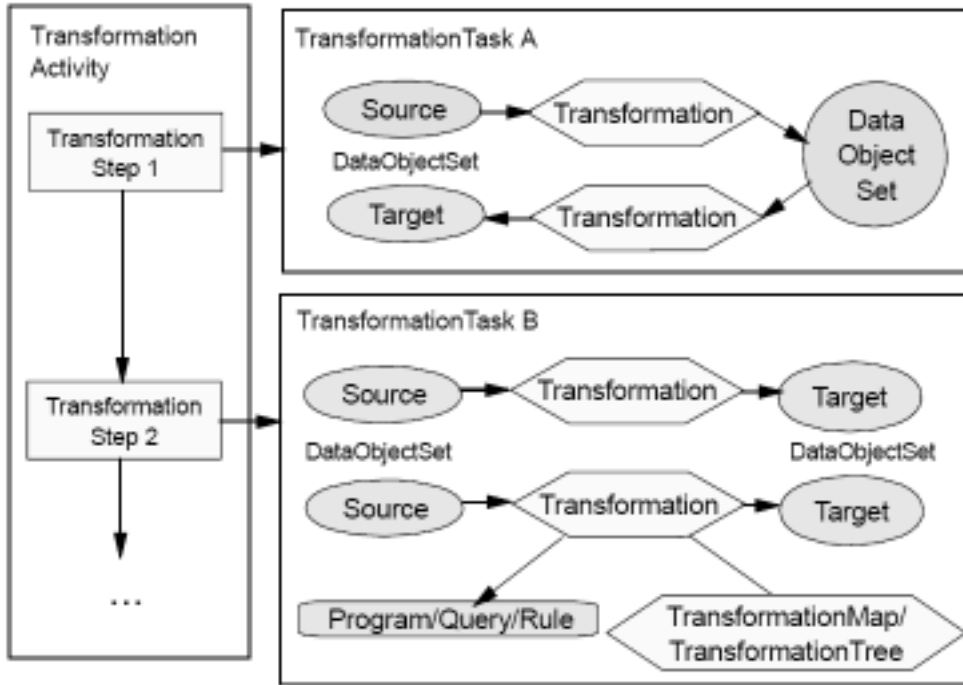 Transformation
Activity
Transformation
Step 1
Transformation
Step 2
...
TransformationTask A
Source
Transformation
Data
Object
Set
DataObjectSet
Target
Transformation
TransformationTask B
Source
Transformation
Target
DataObjectSet
DataObjectSet
Source
Transformation
Target
Program/Query/Rule
TransformationMap/
TransformationTree